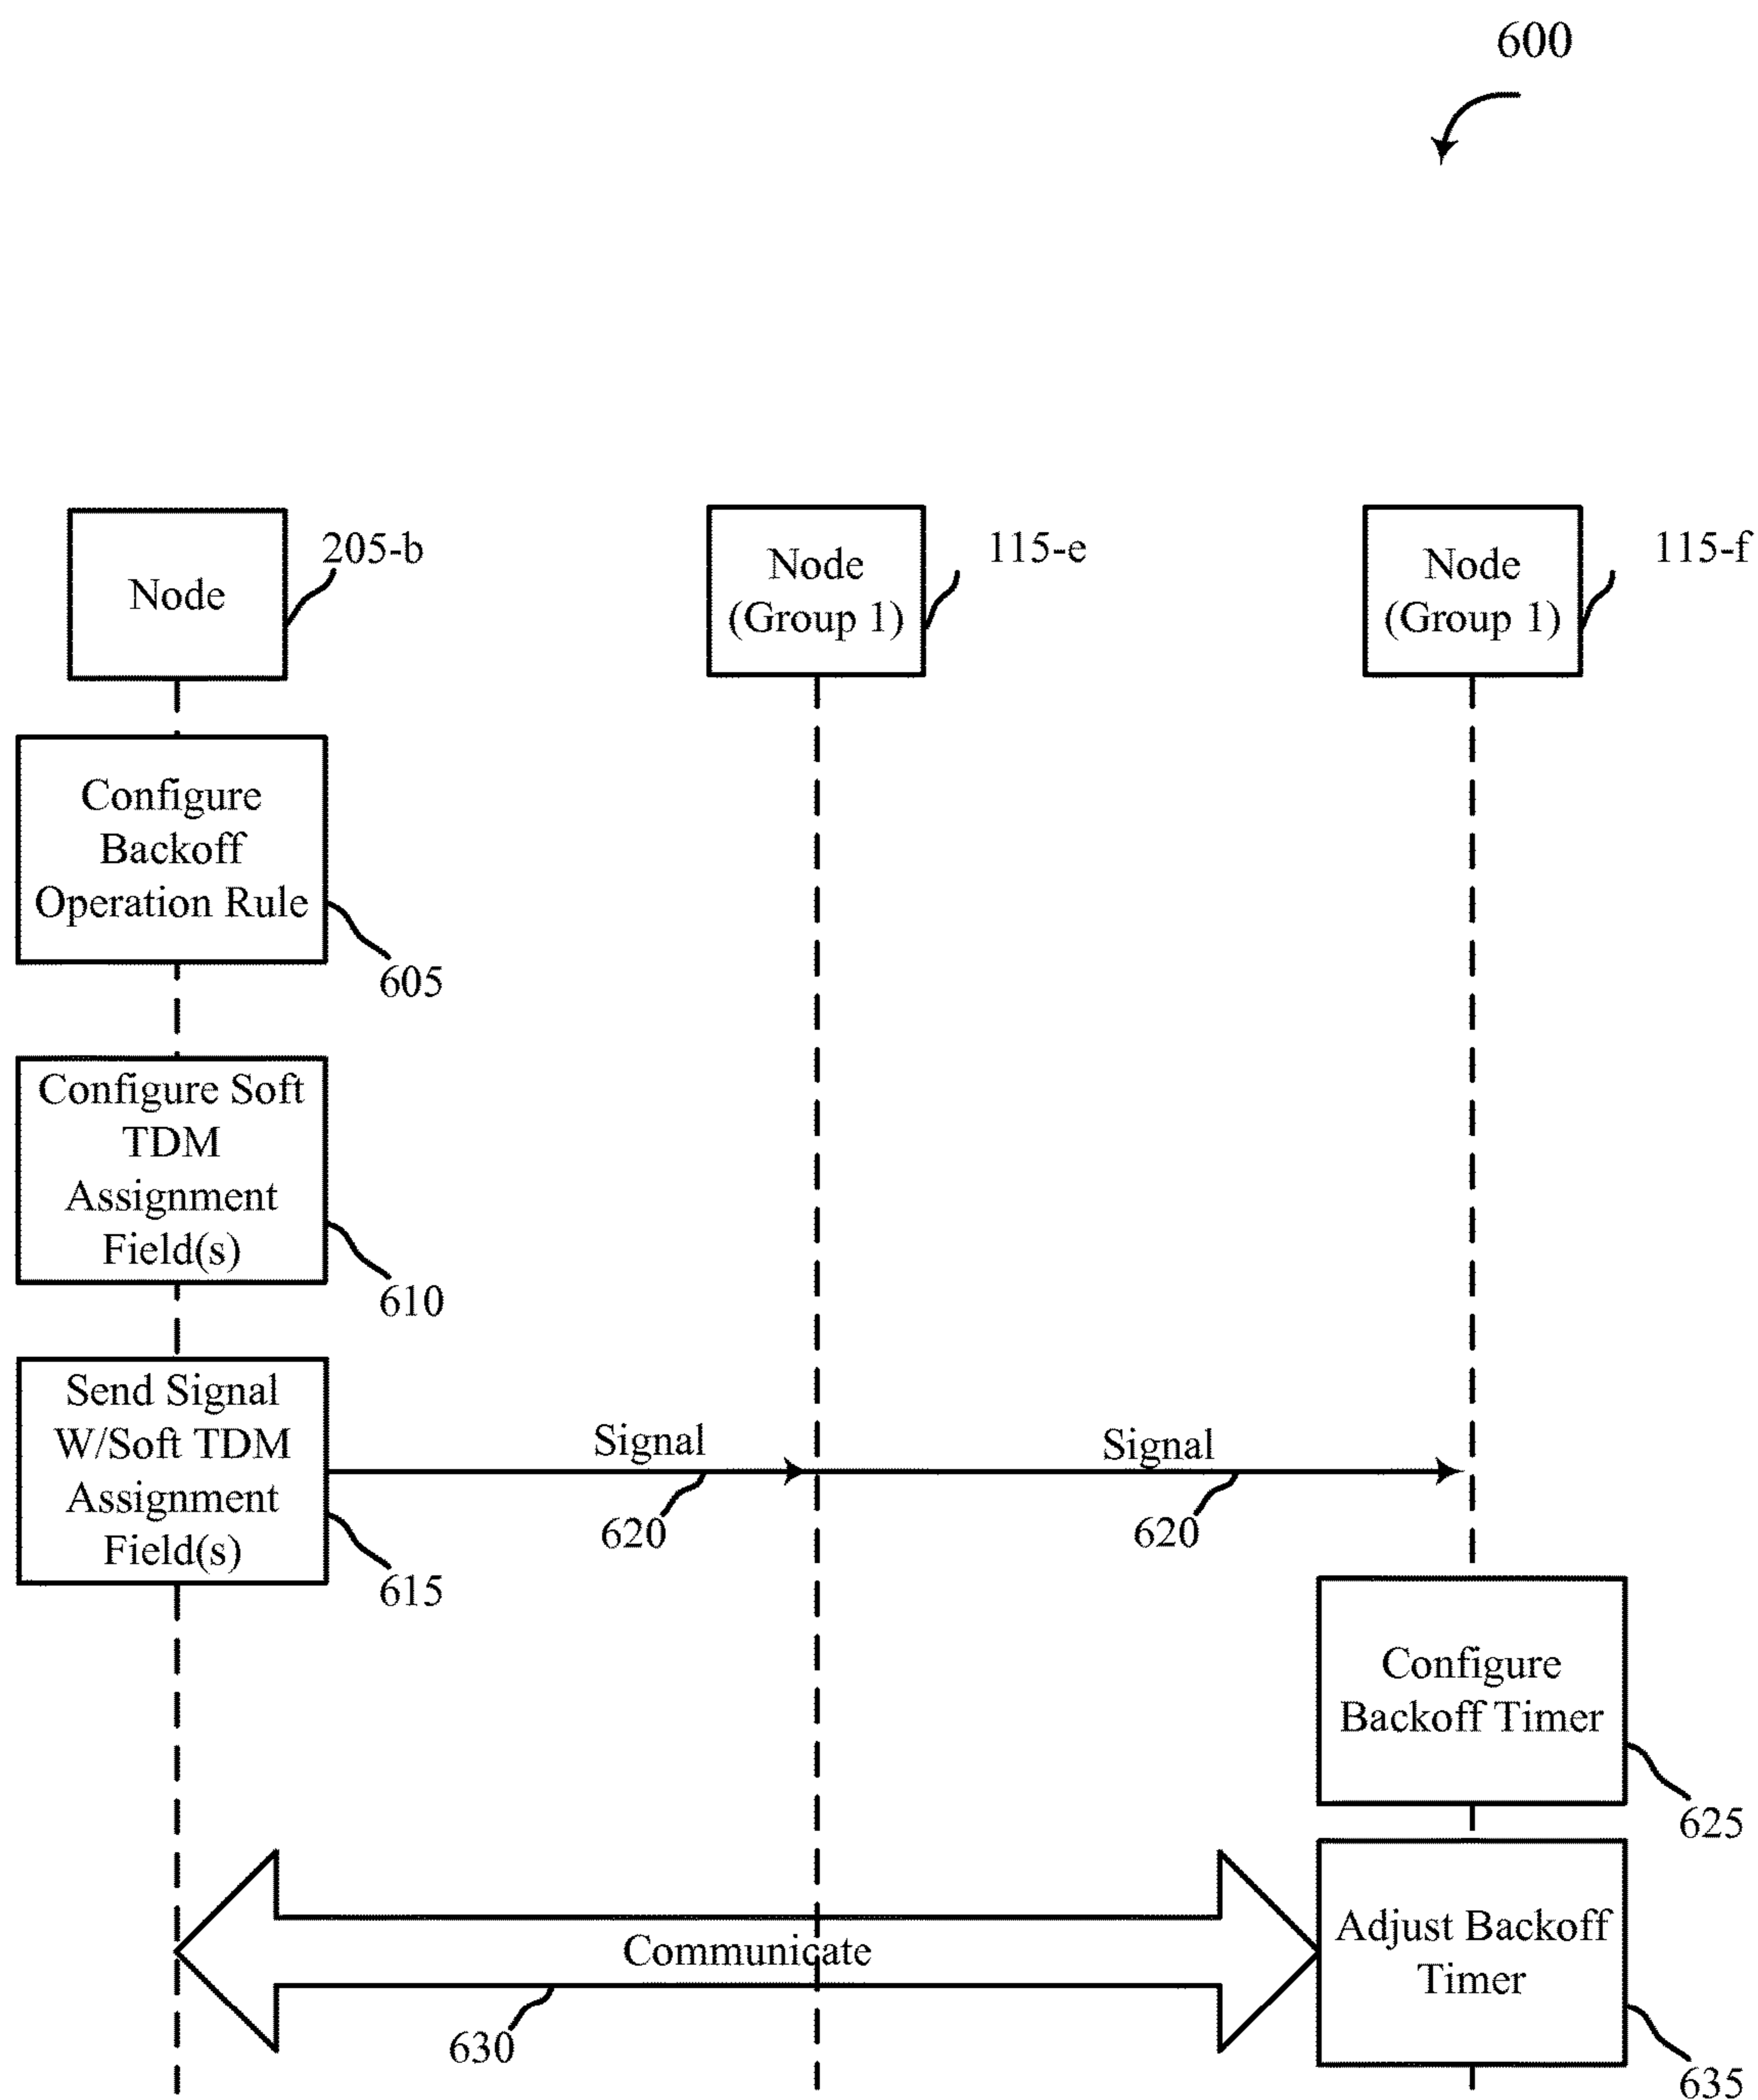 600
Node
205-b
Node
(Group 1)
115-e
Node
(Group 1)
115-f
Configure
Backoff
Operation Rule
605
Configure Soft
TDM
Assignment
Field(s)
610
Send Signal
W/Soft TDM
Assignment
Field(s)
615
Signal
620
Signal
620
Configure
Backoff Timer
625
Communicate
630
Adjust Backoff
Timer
635